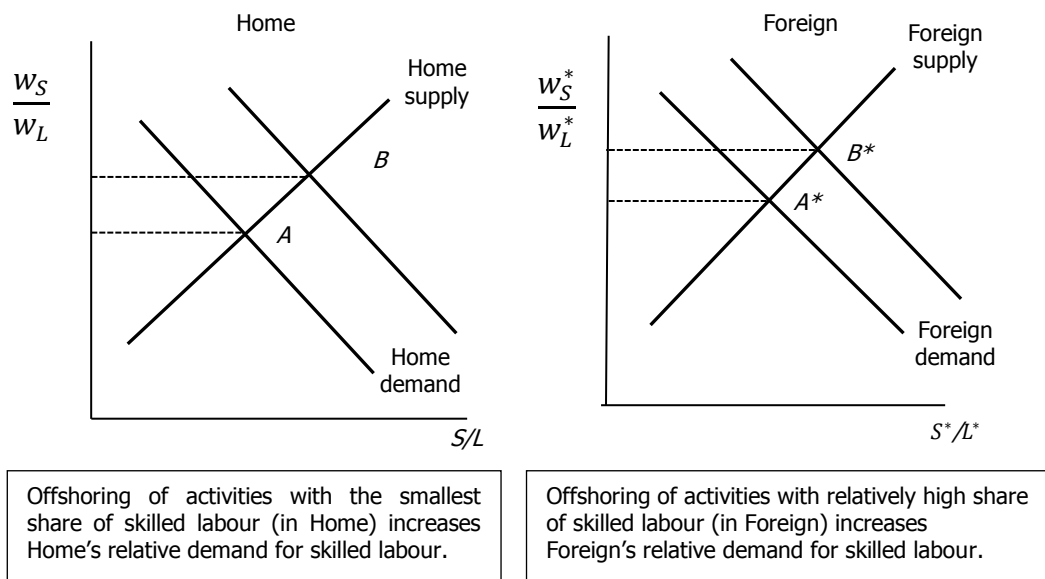 Home
Foreign
w_S
w_L
Home
supply
B
A
Home
demand
S/L
w_S^*
w_L^*
Foreign
supply
B*
A*
Foreign
demand
S^*/L^*
Offshoring of activities with the smallest
share of skilled labour (in Home) increases
Home’s relative demand for skilled labour.
Offshoring of activities with relatively high share
of skilled labour (in Foreign) increases
Foreign’s relative demand for skilled labour.